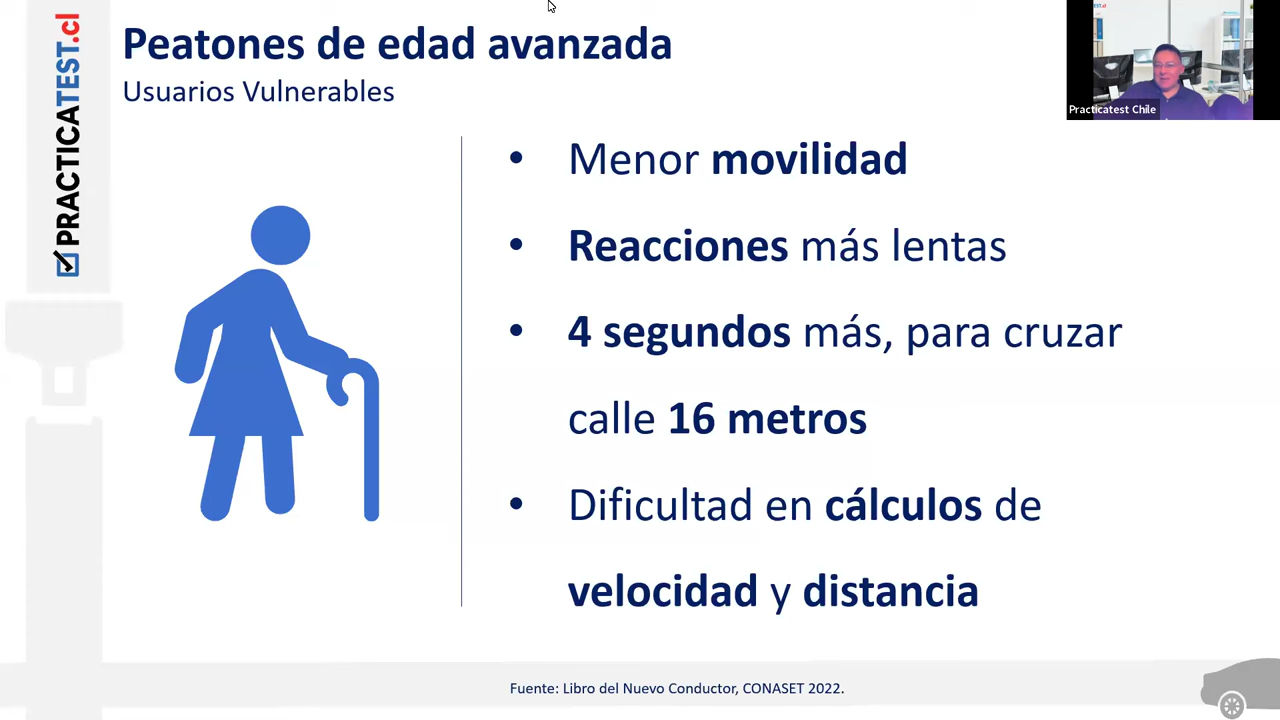 PRACTICATEST.cl
Peatones de edad avanzada
Usuarios Vulnerables
Practicatest Chile
• Menor movilidad
• Reacciones más lentas
• 4 segundos más, para cruzar
calle 16 metros
• Dificultad en cálculos de
velocidad y distancia
Fuente: Libro del Nuevo Conductor, CONASET 2022.